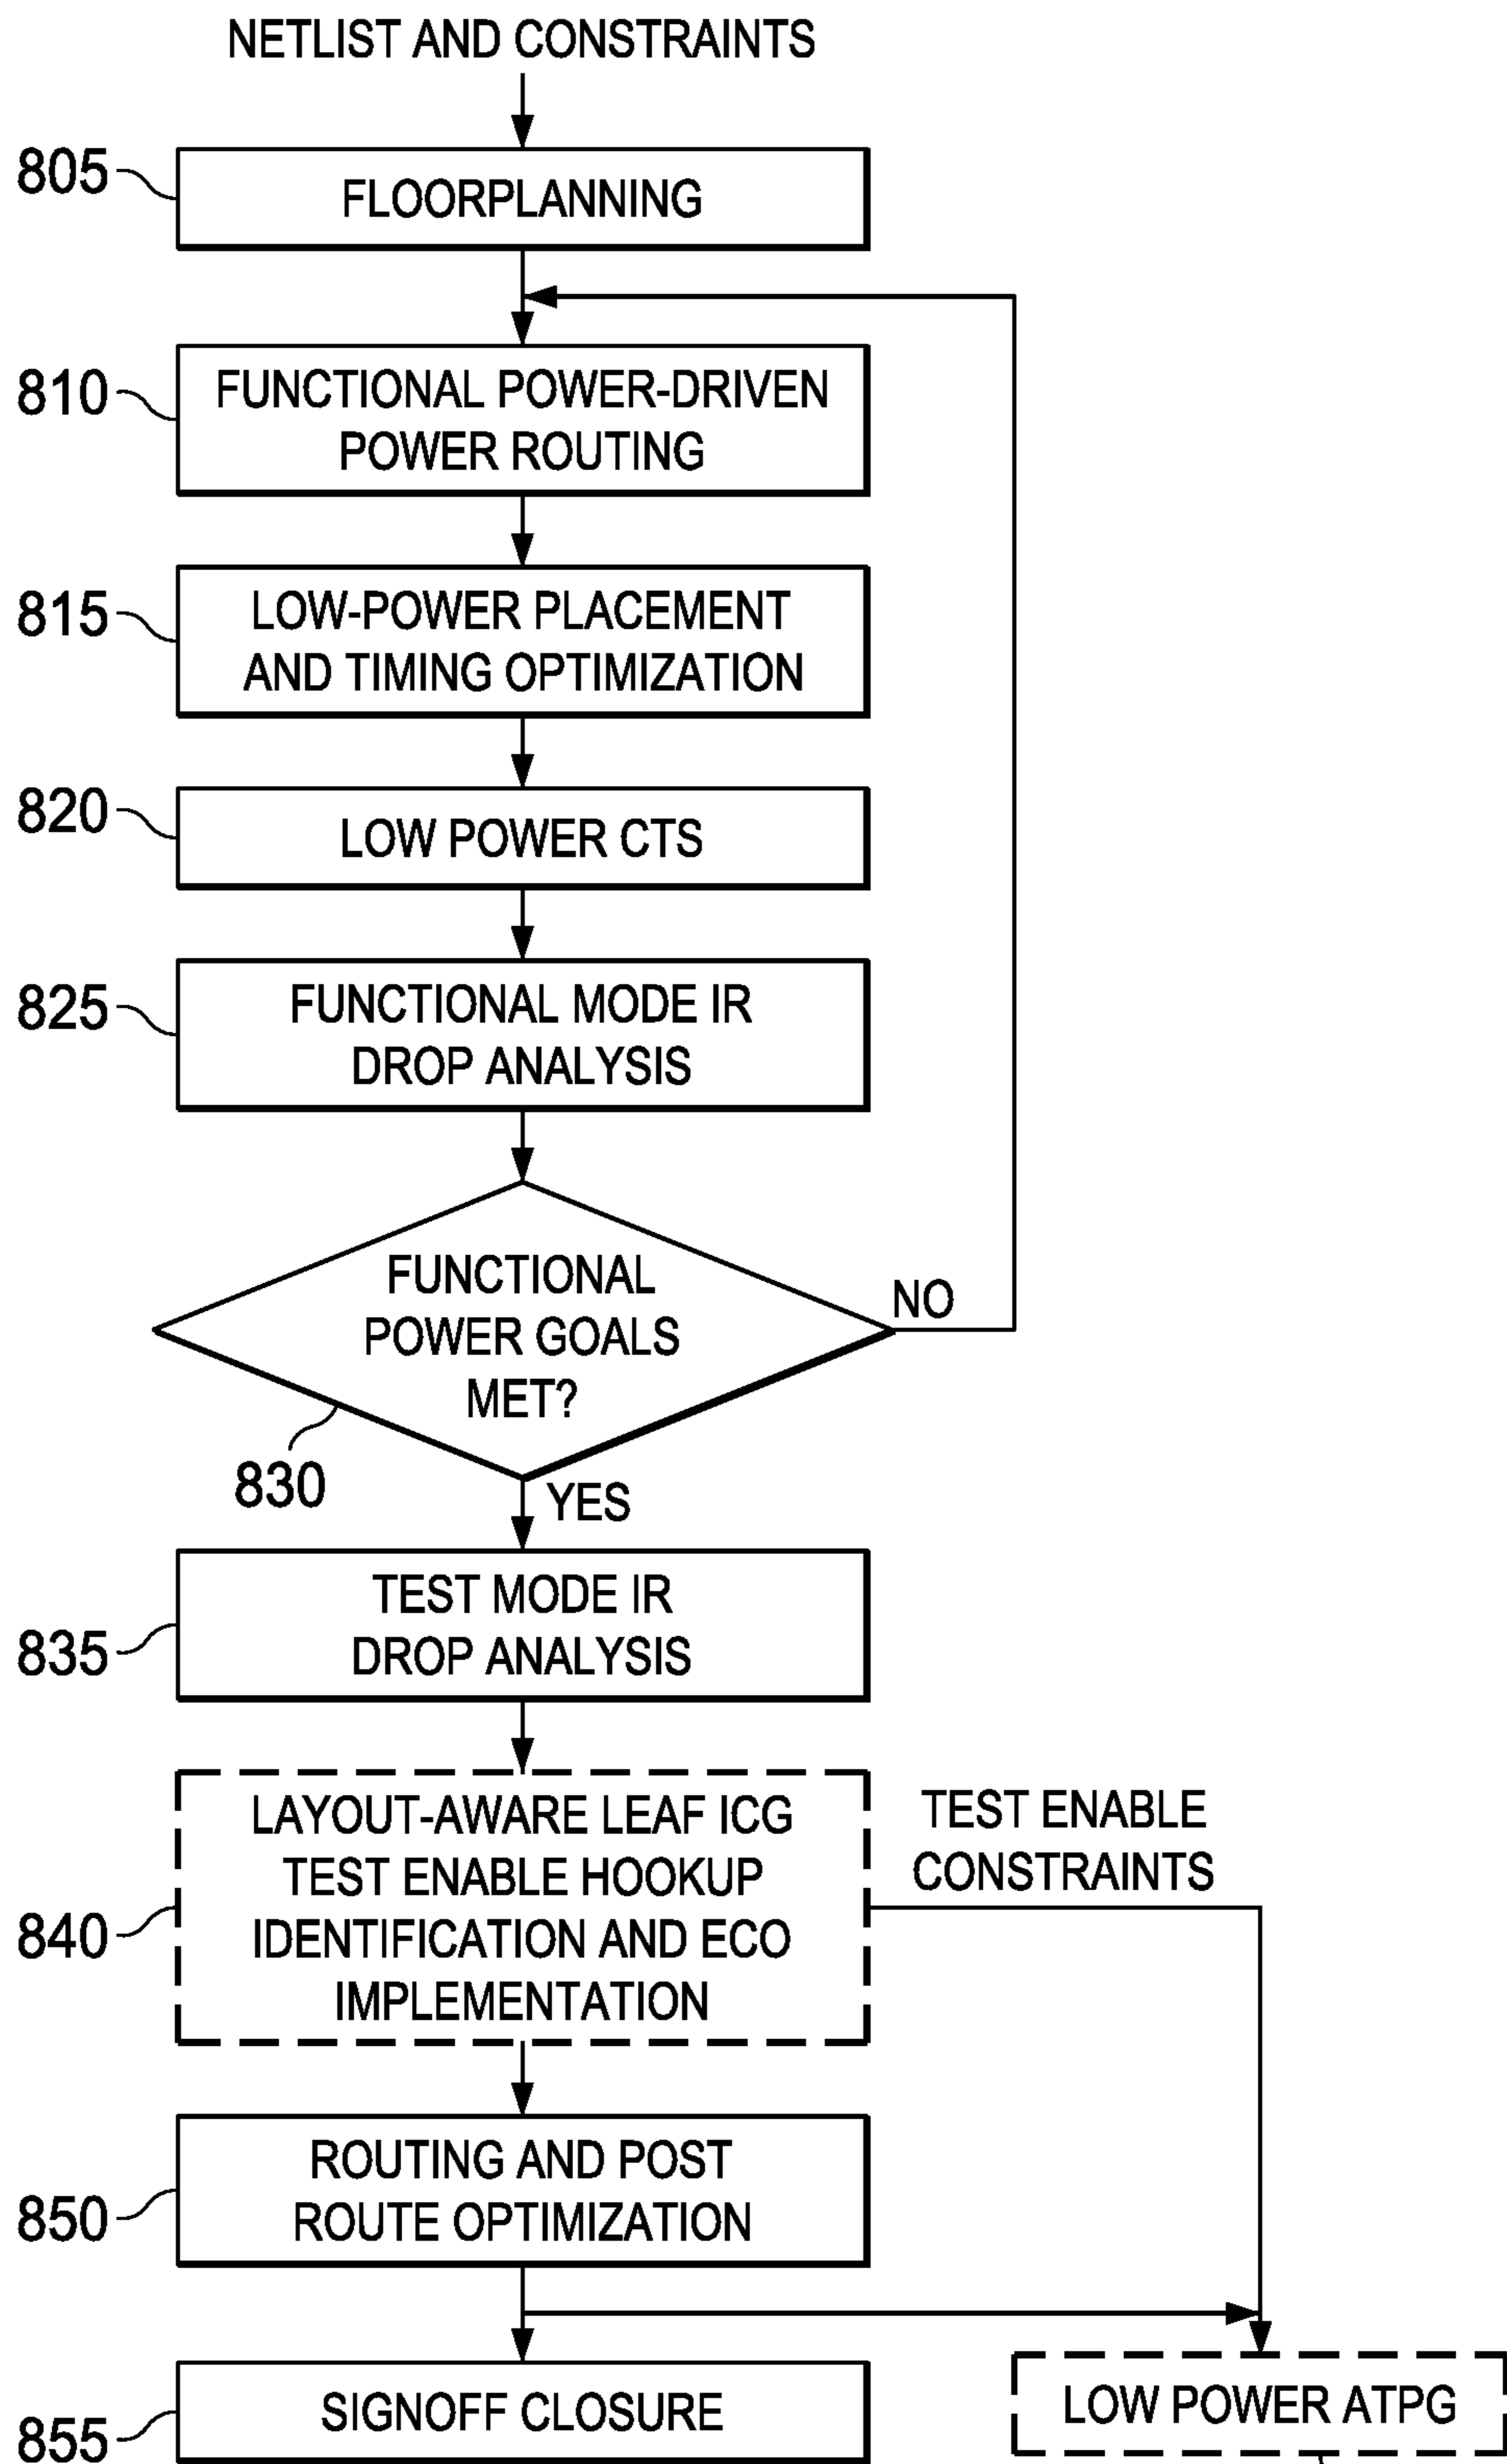 NETLIST AND CONSTRAINTS
805
FLOORPLANNING
810
FUNCTIONAL POWER-DRIVEN
POWER ROUTING
815
LOW-POWER PLACEMENT
AND TIMING OPTIMIZATION
820
LOW POWER CTS
825
FUNCTIONAL MODE IR
DROP ANALYSIS
FUNCTIONAL
POWER GOALS
MET?
NO
830
YES
835
TEST MODE IR
DROP ANALYSIS
840
LAYOUT-AWARE LEAF ICG
TEST ENABLE HOOKUP
IDENTIFICATION AND ECO
IMPLEMENTATION
TEST ENABLE
CONSTRAINTS
850
ROUTING AND POST
ROUTE OPTIMIZATION
855
SIGNOFF CLOSURE
LOW POWER ATPG